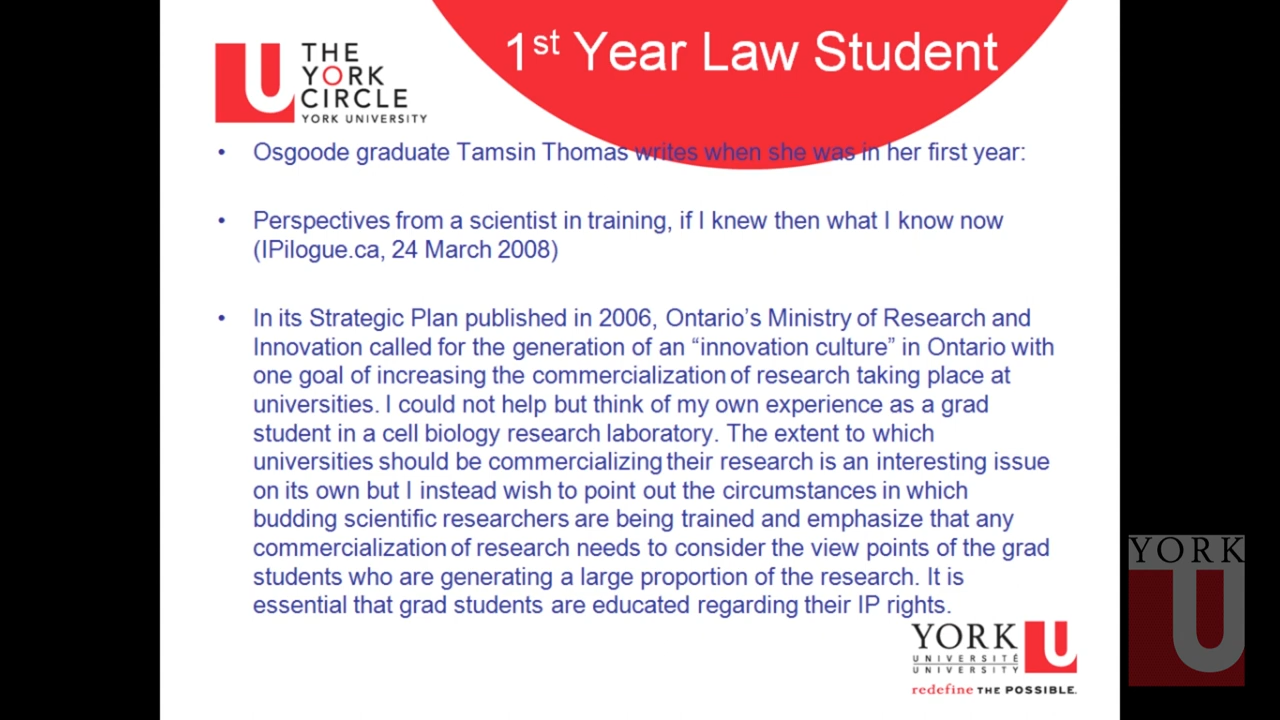 1st Year Law Student
U THE
YORK
CIRCLE
YORK UNIVERSITY
• Osgoode graduate Tamsin Thomas writes when she was in her first year:
• Perspectives from a scientist in training, if I knew then what I know now
(IPilogue.ca, 24 March 2008)
• In its Strategic Plan published in 2006, Ontario's Ministry of Research and
Innovation called for the generation of an “innovation culture” in Ontario with
one goal of increasing the commercialization of research taking place at
universities. I could not help but think of my own experience as a grad
student in a cell biology research laboratory. The extent to which
universities should be commercializing their research is an interesting issue
on its own but I instead wish to point out the circumstances in which
budding scientific researchers are being trained and emphasize that any
commercialization of research needs to consider the view points of the grad
students who are generating a large proportion of the research. It is
essential that grad students are educated regarding their IP rights.
YORK U
UNIVERSITÉ
UNIVERSITY
redefine THE POSSIBLE.
YORK
U